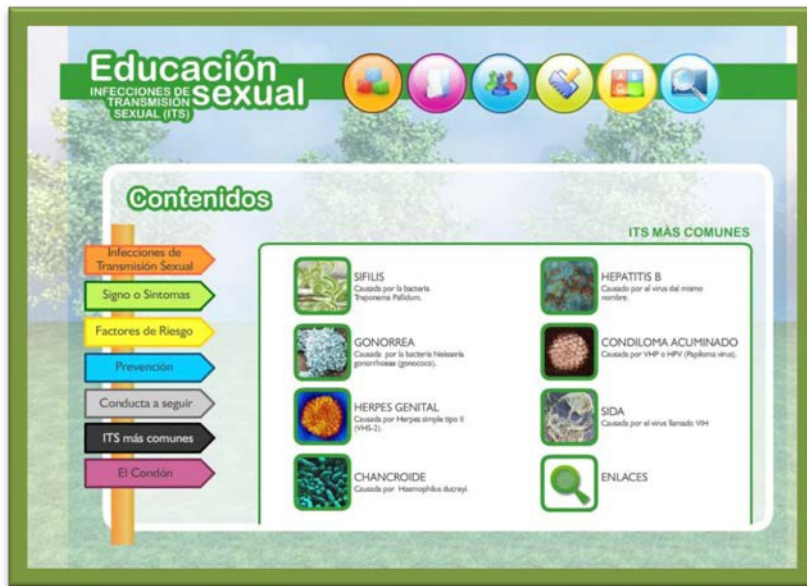 Educación
INFECCIONES DE
TRANSMISIÓN
SEXUAL (ITS)
sexual
Contenidos
Infecciones de
Transmisión Sexual
Signo o Sintomas
Factores de Riesgo
Prevención
Conducta a seguir
ITS más comunes
El Condón
ITS MÀS COMUNES
SIFILIS
Causada por la bacteria
Treponema Pallidum.
GONORREA
Causada por la bacteria Neisseria
gonorrhoeae (gonococo).
HERPES GENITAL
Causada por Herpes simple tipo II
(VHS-2).
CHANCROIDE
Causada por Haemophilus ducreyi.
HEPATITIS B
Causado por el virus del mismo
nombre.
CONDILOMA ACUMINADO
Causada por VHP o HPV (Papiloma virus).
SIDA
Causada por el virus llamado VIH
ENLACES